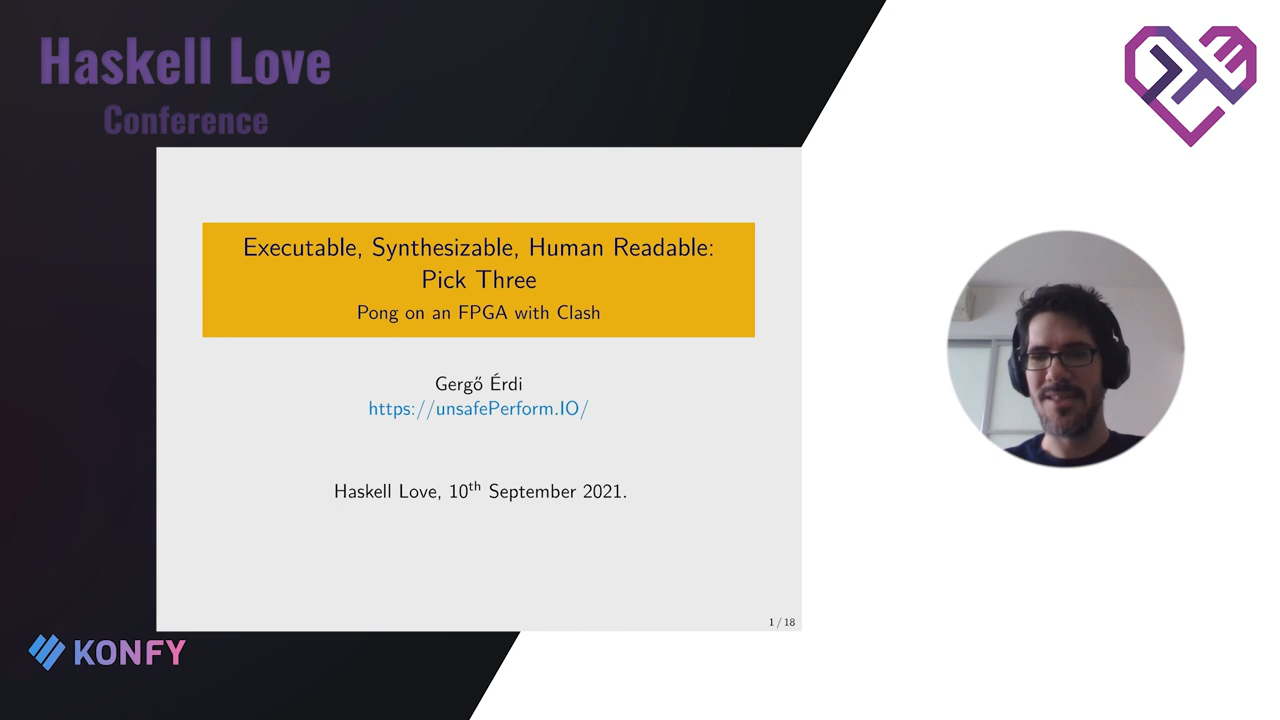 Haskell Love
Conference
Executable, Synthesizable, Human Readable:
Pick Three
Pong on an FPGA with Clash
Gergő Érdi
https://unsafePerform.IO/
Haskell Love, 10th September 2021.
1 / 18
KONFY